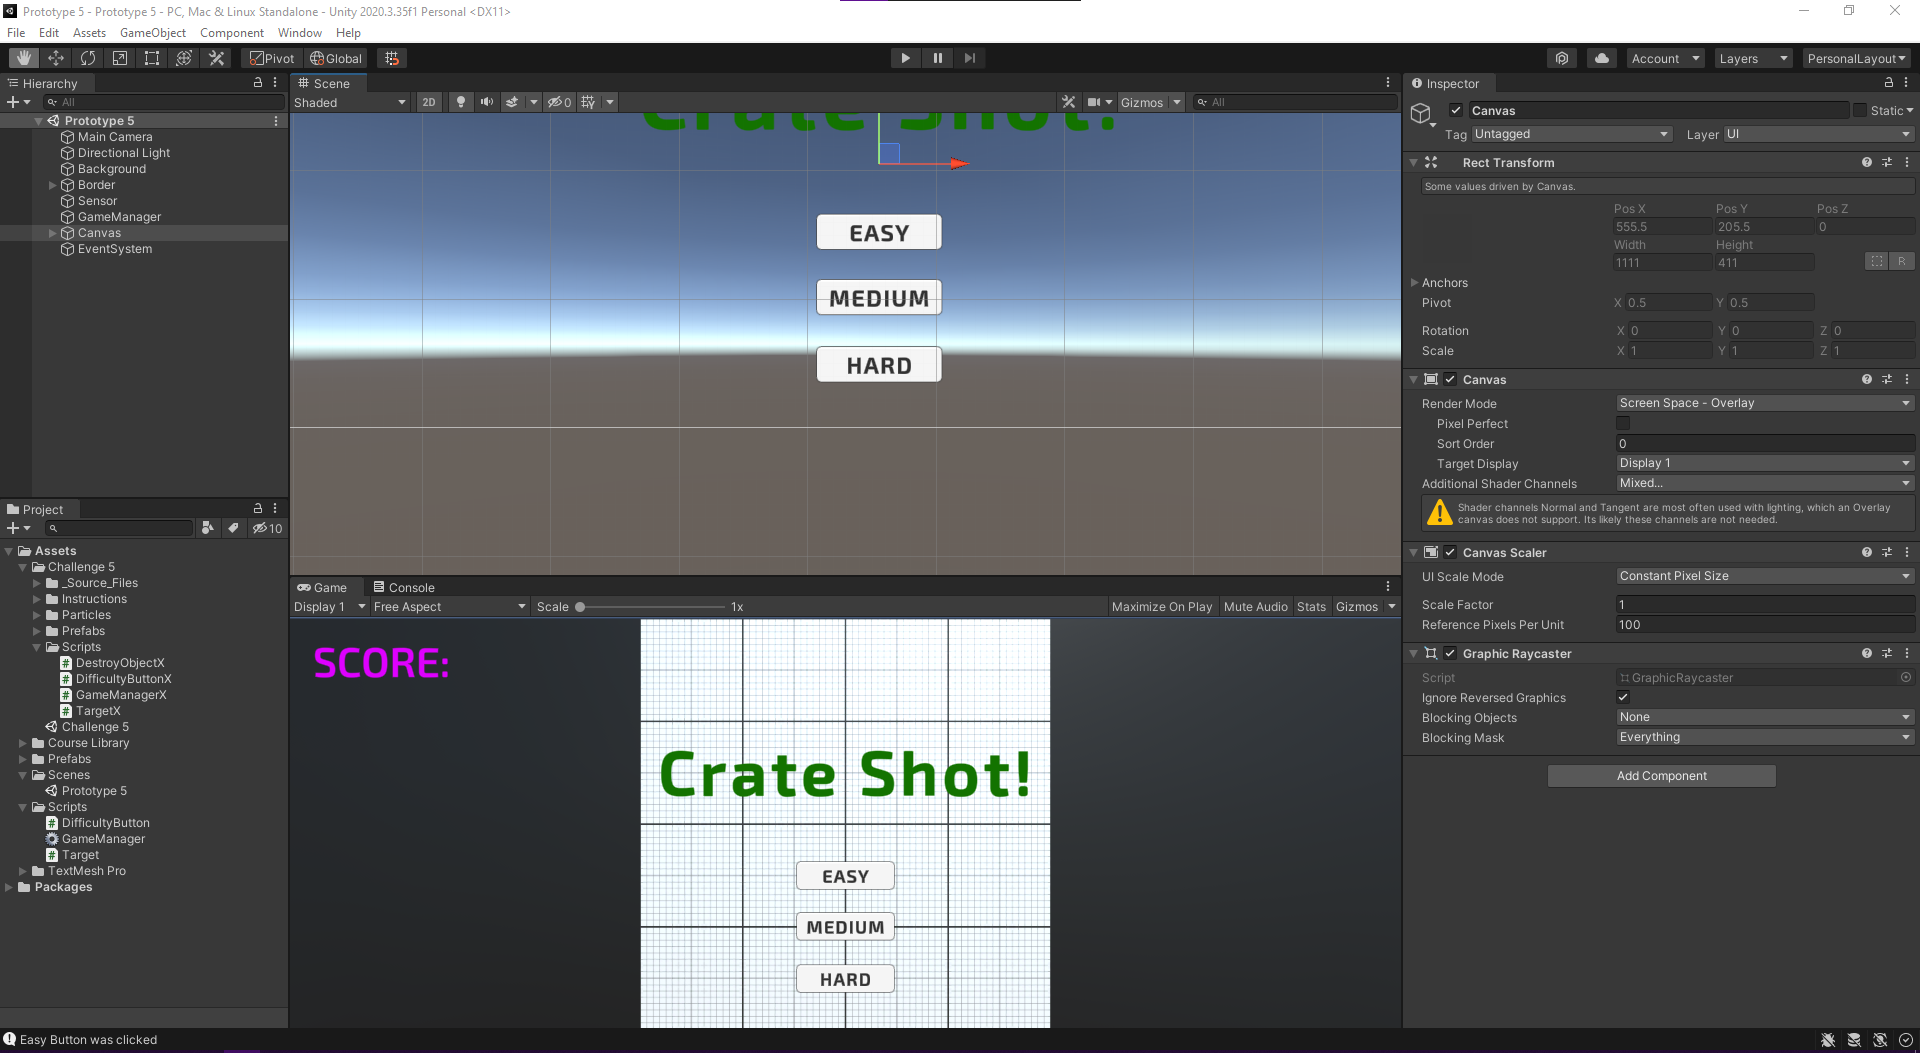 Prototype 5 - Prototype 5 - PC, Mac & Linux Standalone - Unity 2020.3.35f1 Personal <DX11>
File Edit Assets GameObject Component Window Help
Pivot Global Account Layers PersonalLayout
Hierarchy
All
Prototype 5
Main Camera
Directional Light
Background
Border
Sensor
GameManager
Canvas
EventSystem
Project
10
Assets
Challenge 5
_Source_Files
Instructions
Particles
Prefabs
Scripts
DestroyObjectX
DifficultyButtonX
GameManagerX
TargetX
Challenge 5
Course Library
Prefabs
Scenes
Prototype 5
Scripts
DifficultyButton
GameManager
Target
TextMesh Pro
Packages
Scene
Shaded 2D 0 Gizmos All
Crate Shot!
EASY
MEDIUM
HARD
Game Console
Display 1 Free Aspect Scale 1x Maximize On Play Mute Audio Stats Gizmos
SCORE:
Crate Shot!
EASY
MEDIUM
HARD
Inspector
Canvas Static
Tag Untagged Layer UI
Rect Transform
Some values driven by Canvas.
Pos X Pos Y Pos Z
555.5 205.5 0
Width Height
1111 411 R
Anchors
Pivot X 0.5 Y 0.5
Rotation X 0 Y 0 Z 0
Scale X 1 Y 1 Z 1
Canvas
Render Mode Screen Space - Overlay
Pixel Perfect
Sort Order 0
Target Display Display 1
Additional Shader Channels Mixed...
Shader channels Normal and Tangent are most often used with lighting, which an Overlay
canvas does not support. Its likely these channels are not needed.
Canvas Scaler
UI Scale Mode Constant Pixel Size
Scale Factor 1
Reference Pixels Per Unit 100
Graphic Raycaster
Script GraphicRaycaster
Ignore Reversed Graphics
Blocking Objects None
Blocking Mask Everything
Add Component
Easy Button was clicked